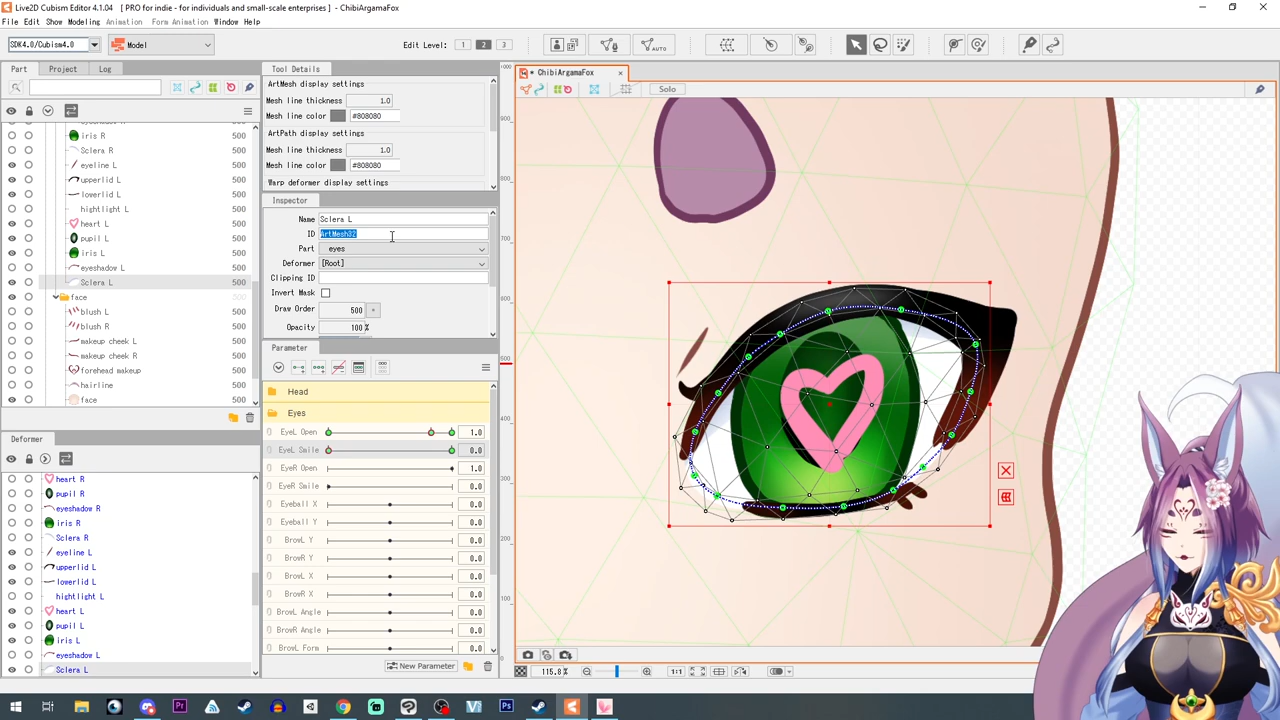 Live2D Cubism Editor 4.1.04 [ PRO for indie - for individuals and small-scale enterprises ] - ChibiArgamaFox
File Edit Show Modeling Animation Form Animation Window Help
SDK4.0/Cubism4.0
Model
Edit Level: 1 2 3
AUTO
Part Project Log
iris R 500
Sclera R 500
eyeline L 500
upperlid L 500
lowerlid L 500
hightlight L 500
heart L 500
pupil L 500
iris L 500
eyeshadow L 500
Sclera L 500
face 500
blush L 500
blush R 500
makeup cheek L 500
makeup cheek R 500
forehead makeup 500
hairline 500
face 500
Deformer
heart R
pupil R
eyeshadow R
iris R
Sclera R
eyeline L
upperlid L
lowerlid L
hightlight L
heart L
pupil L
iris L
eyeshadow L
Sclera L
Tool Details
ArtMesh display settings
Mesh line thickness 1.0
Mesh line color #808080
ArtPath display settings
Mesh line thickness 1.0
Mesh line color #808080
Warp deformer display settings
Inspector
Name Sclera L
ID ArtMesh32
Part eyes
Deformer [Root]
Clipping ID
Invert Mask
Draw Order 500
Opacity 100 %
Parameter
Head
Eyes
EyeL Open 1.0
EyeL Smile 0.0
EyeR Open 1.0
EyeR Smile 0.0
Eyeball X 0.0
Eyeball Y 0.0
BrowL Y 0.0
BrowR Y 0.0
BrowL X 0.0
BrowR X 0.0
BrowL Angle 0.0
BrowR Angle 0.0
BrowL Form 0.0
New Parameter
* ChibiArgamaFox
Solo
115.8%
1:1